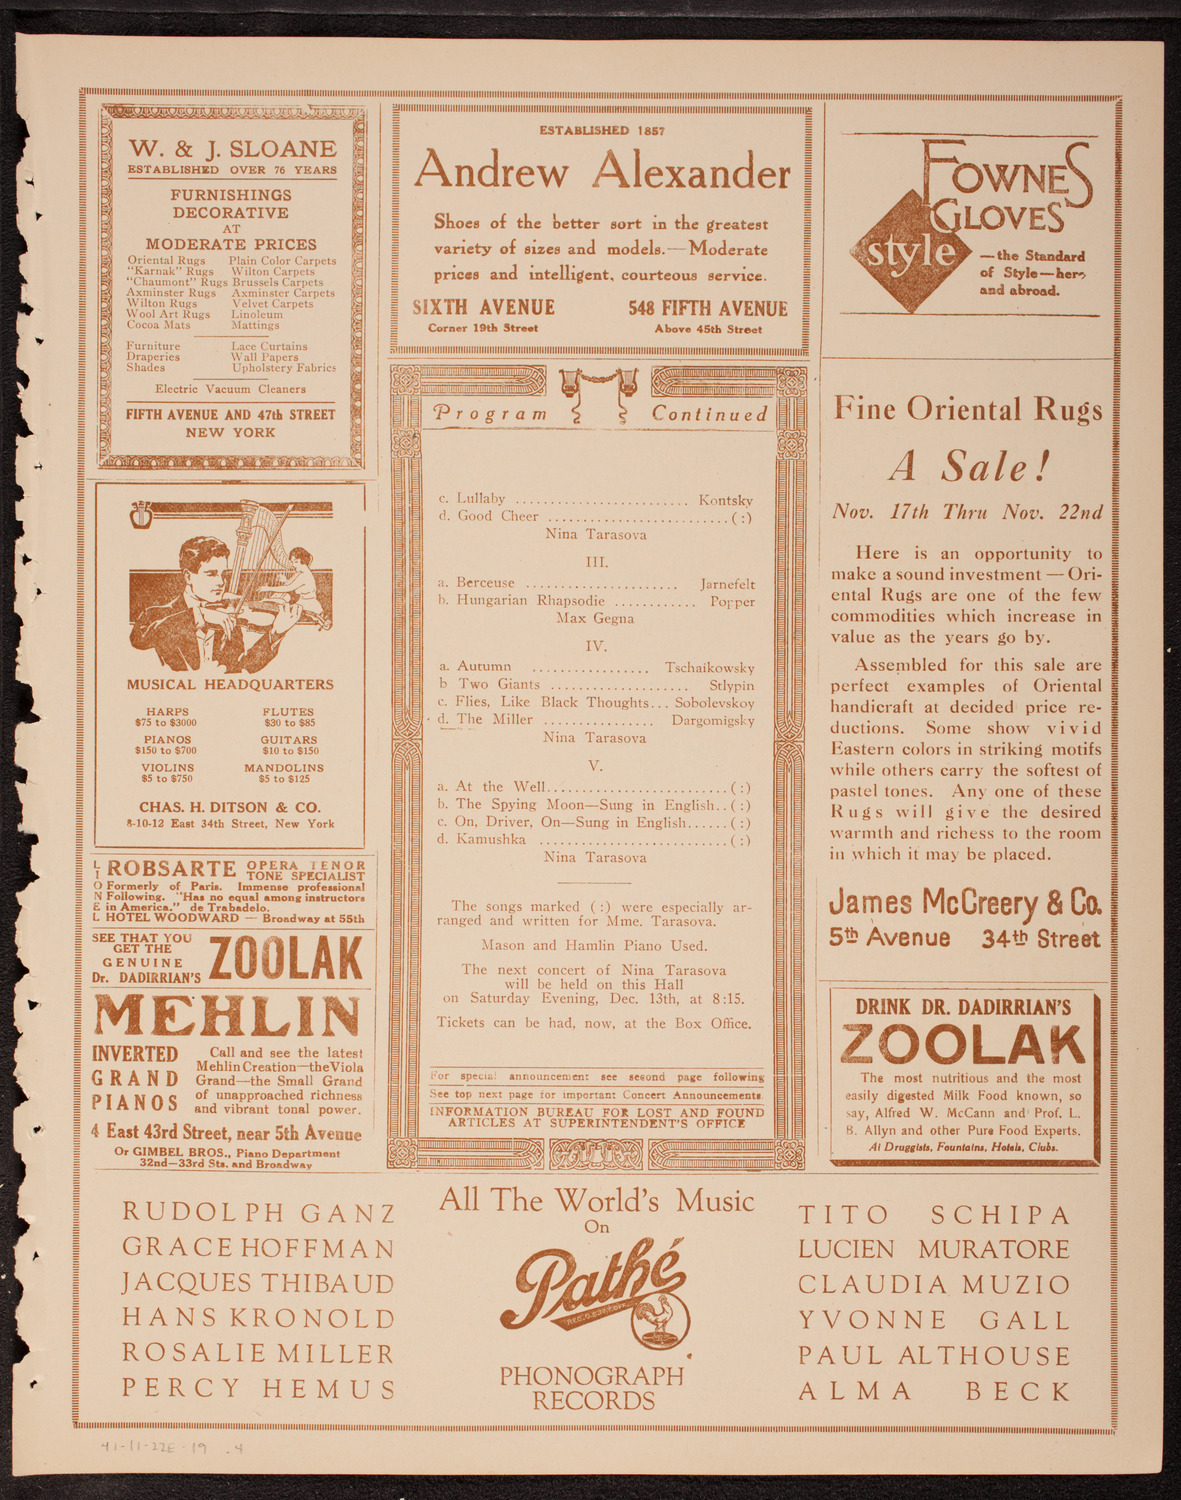 W. & J. SLOANE
ESTABLISHED OVER 76 YEARS
FURNISHINGS
DECORATIVE
AT
MODERATE PRICES
Oriental Rugs Plain Color Carpets
"Karnak" Rugs Wilton Carpets
"Chaumont" Rugs Brussels Carpets
Axminster Rugs Axminster Carpets
Wilton Rugs Velvet Carpets
Wool Art Rugs Linoleum
Cocoa Mats Mattings
Furniture Lace Curtains
Draperies Wall Papers
Shades Upholstery Fabrics
Electric Vacuum Cleaners
FIFTH AVENUE AND 47th STREET
NEW YORK
MUSICAL HEADQUARTERS
HARPS FLUTES
$75 to $3000 $30 to $85
PIANOS GUITARS
$150 to $700 $10 to $150
VIOLINS MANDOLINS
$5 to $750 $5 to $125
CHAS. H. DITSON & CO.
8-10-12 East 34th Street, New York
LIONEL ROBSARTE OPERA TENOR
TONE SPECIALIST
Formerly of Paris. Immense professional
Following. "Has no equal among instructors
in America." de Trabadelo.
HOTEL WOODWARD — Broadway at 55th
SEE THAT YOU
GET THE
GENUINE
Dr. DADIRRIAN'S ZOOLAK
MEHLIN
INVERTED
GRAND
PIANOS
Call and see the latest
Mehlin Creation—the Viola
Grand—the Small Grand
of unapproached richness
and vibrant tonal power.
4 East 43rd Street, near 5th Avenue
Or GIMBEL BROS., Piano Department
32nd—33rd Sts. and Broadway
ESTABLISHED 1857
Andrew Alexander
Shoes of the better sort in the greatest
variety of sizes and models.—Moderate
prices and intelligent, courteous service.
SIXTH AVENUE 548 FIFTH AVENUE
Corner 19th Street Above 45th Street
Program Continued
c. Lullaby ......................... Kontsky
d. Good Cheer ..........................(:)
Nina Tarasova
III.
a. Berceuse ...................... Jarnefelt
b. Hungarian Rhapsodie ............ Popper
Max Gegna
IV.
a. Autumn ................. Tschaikowsky
b Two Giants .................... Stlypin
c. Flies, Like Black Thoughts... Sobolevskoy
d. The Miller ................ Dargomigsky
Nina Tarasova
V.
a. At the Well..........................(:)
b. The Spying Moon—Sung in English..(:)
c. On, Driver, On—Sung in English......(:)
d. Kamushka ...........................(:)
Nina Tarasova
The songs marked (:) were especially ar-
ranged and written for Mme. Tarasova.
Mason and Hamlin Piano Used.
The next concert of Nina Tarasova
will be held on this Hall
on Saturday Evening, Dec. 13th, at 8:15.
Tickets can be had, now, at the Box Office.
For special announcement see second page following
See top next page for important Concert Announcements
INFORMATION BUREAU FOR LOST AND FOUND
ARTICLES AT SUPERINTENDENT'S OFFICE
FOWNES
GLOVES
style
—the Standard
of Style—here
and abroad.
Fine Oriental Rugs
A Sale!
Nov. 17th Thru Nov. 22nd
Here is an opportunity to
make a sound investment — Ori-
ental Rugs are one of the few
commodities which increase in
value as the years go by.
Assembled for this sale are
perfect examples of Oriental
handicraft at decided price re-
ductions. Some show vivid
Eastern colors in striking motifs
while others carry the softest of
pastel tones. Any one of these
Rugs will give the desired
warmth and richess to the room
in which it may be placed.
James McCreery & Co.
5th Avenue 34th Street
DRINK DR. DADIRRIAN'S
ZOOLAK
The most nutritious and the most
easily digested Milk Food known, so
say, Alfred W. McCann and Prof. L.
B. Allyn and other Pure Food Experts.
At Druggists, Fountains, Hotels, Clubs.
RUDOLPH GANZ
GRACE HOFFMAN
JACQUES THIBAUD
HANS KRONOLD
ROSALIE MILLER
PERCY HEMUS
All The World's Music
On
Pathé
PHONOGRAPH
RECORDS
TITO SCHIPA
LUCIEN MURATORE
CLAUDIA MUZIO
YVONNE GALL
PAUL ALTHOUSE
ALMA BECK
41-11-22E-19 .4